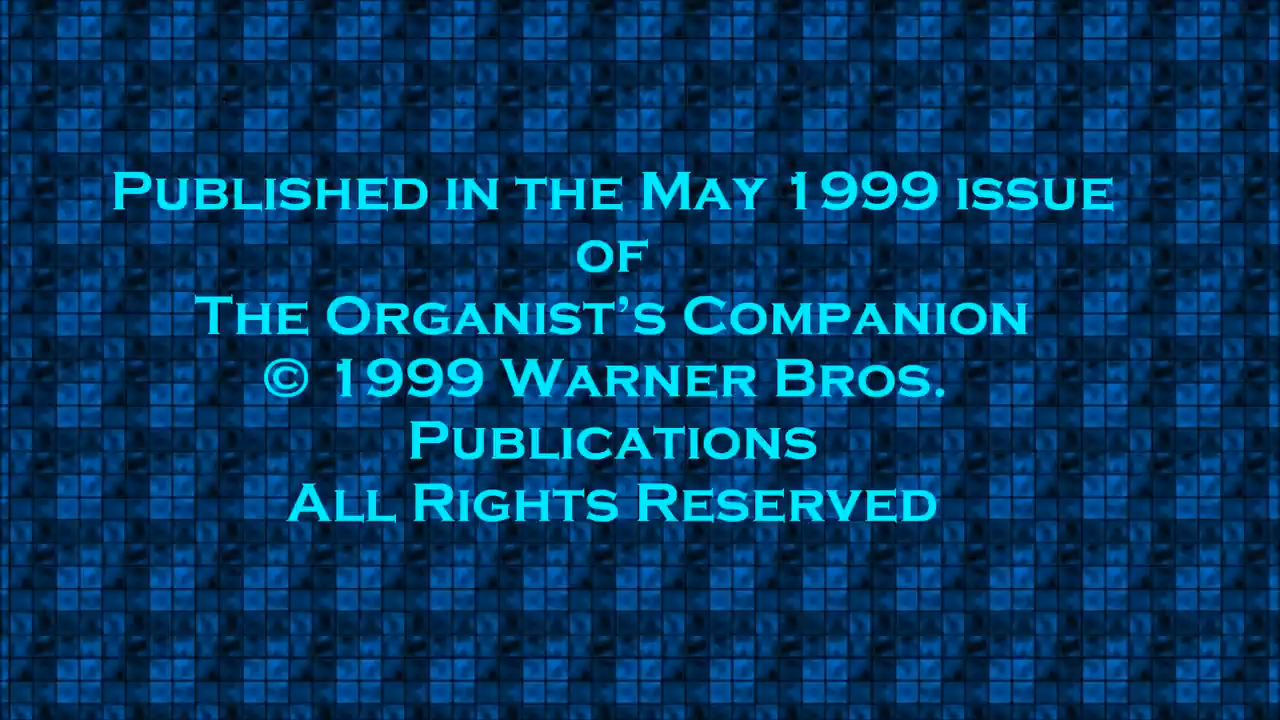 Published in the May 1999 issue
of
The Organist’s Companion
© 1999 Warner Bros.
Publications
All Rights Reserved